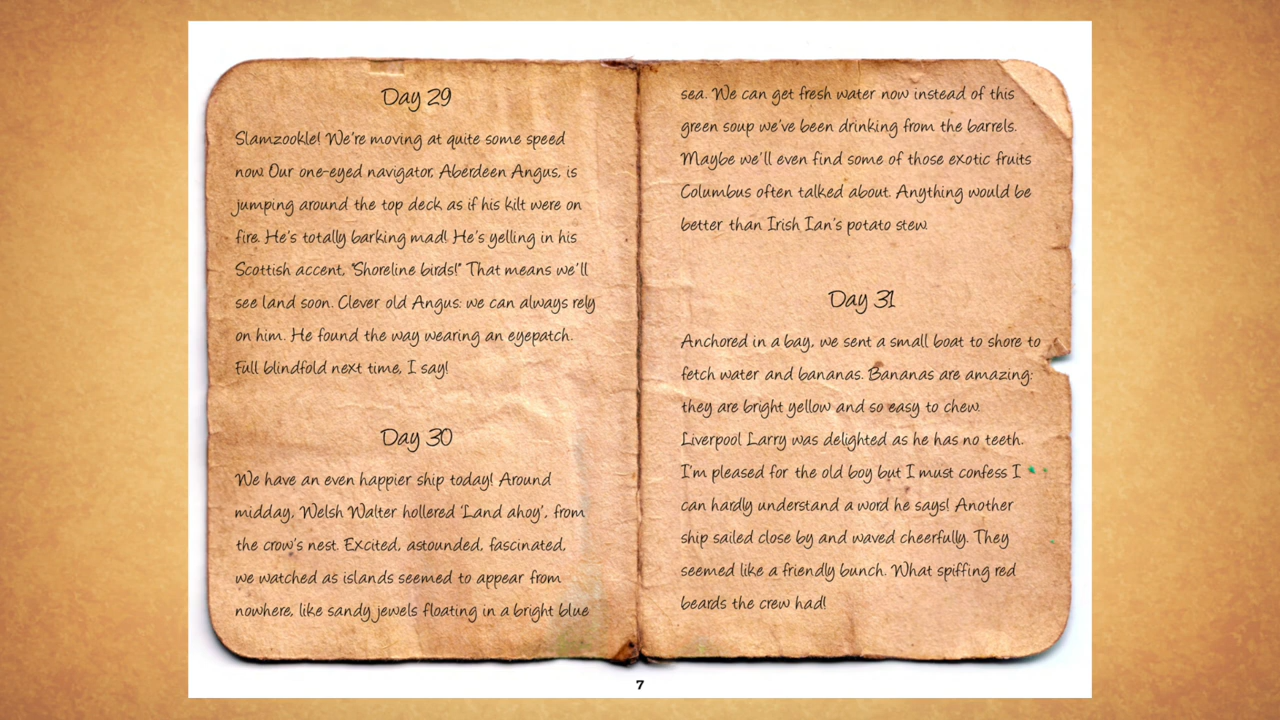 Day 29
Slamzookle! We're moving at quite some speed
now. Our one-eyed navigator, Aberdeen Angus, is
jumping around the top deck as if his kilt were on
fire. He's totally barking mad! He's yelling in his
Scottish accent, "Shoreline birds!" That means we'll
see land soon. Clever old Angus: we can always rely
on him. He found the way wearing an eyepatch.
Full blindfold next time, I say!
Day 30
We have an even happier ship today! Around
midday, Welsh Walter hollered 'Land ahoy', from
the crow's nest. Excited, astounded, fascinated,
we watched as islands seemed to appear from
nowhere, like sandy jewels floating in a bright blue
sea. We can get fresh water now instead of this
green soup we've been drinking from the barrels.
Maybe we'll even find some of those exotic fruits
Columbus often talked about. Anything would be
better than Irish Ian's potato stew.
Day 31
Anchored in a bay, we sent a small boat to shore to
fetch water and bananas. Bananas are amazing:
they are bright yellow and so easy to chew.
Liverpool Larry was delighted as he has no teeth.
I'm pleased for the old boy but I must confess I
can hardly understand a word he says! Another
ship sailed close by and waved cheerfully. They
seemed like a friendly bunch. What spiffing red
beards the crew had!
7